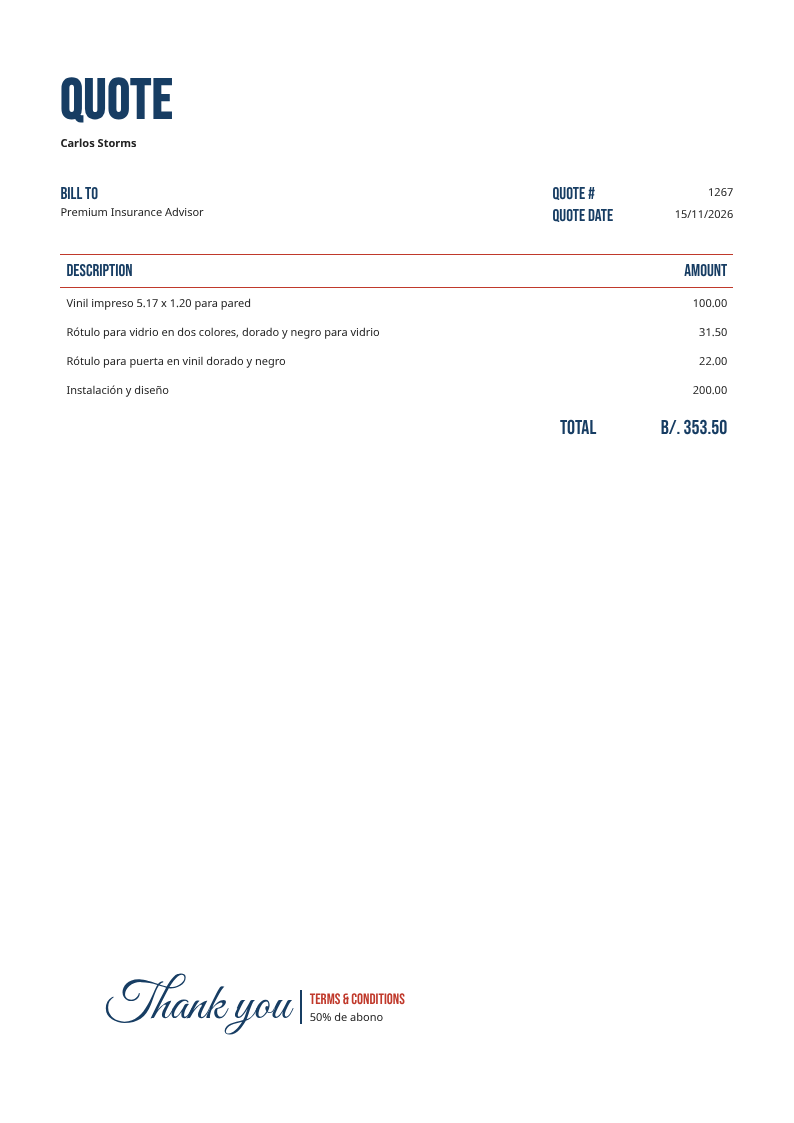 QUOTE
Carlos Storms
BILL TO
Premium Insurance Advisor
QUOTE # 1267
QUOTE DATE 15/11/2026
DESCRIPTION AMOUNT
Vinil impreso 5.17 x 1.20 para pared 100.00
Rótulo para vidrio en dos colores, dorado y negro para vidrio 31.50
Rótulo para puerta en vinil dorado y negro 22.00
Instalación y diseño 200.00
TOTAL B/. 353.50
Thank you
TERMS & CONDITIONS
50% de abono